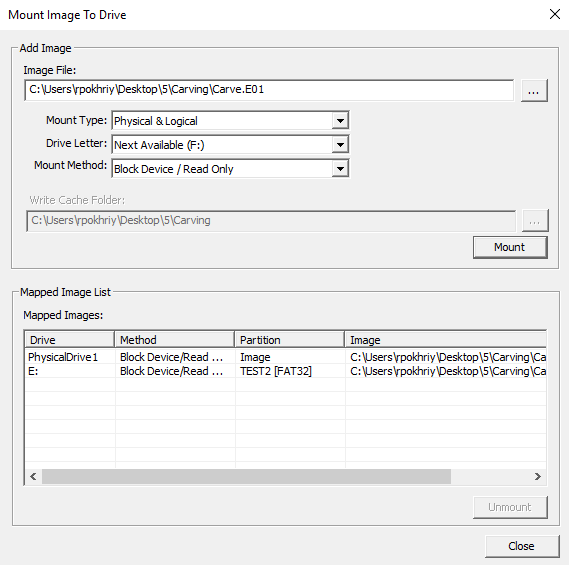 Mount Image To Drive
Add Image
Image File:
C:\Users\rpokhriy\Desktop\5\Carving\Carve.E01
...
Mount Type: Physical & Logical
Drive Letter: Next Available (F:)
Mount Method: Block Device / Read Only
Write Cache Folder:
C:\Users\rpokhriy\Desktop\5\Carving
...
Mount
Mapped Image List
Mapped Images:
Drive Method Partition Image
PhysicalDrive1 Block Device/Read ... Image C:\Users\rpokhriy\Desktop\5\Carving\Ca
E: Block Device/Read ... TEST2 [FAT32] C:\Users\rpokhriy\Desktop\5\Carving\Ca
Unmount
Close